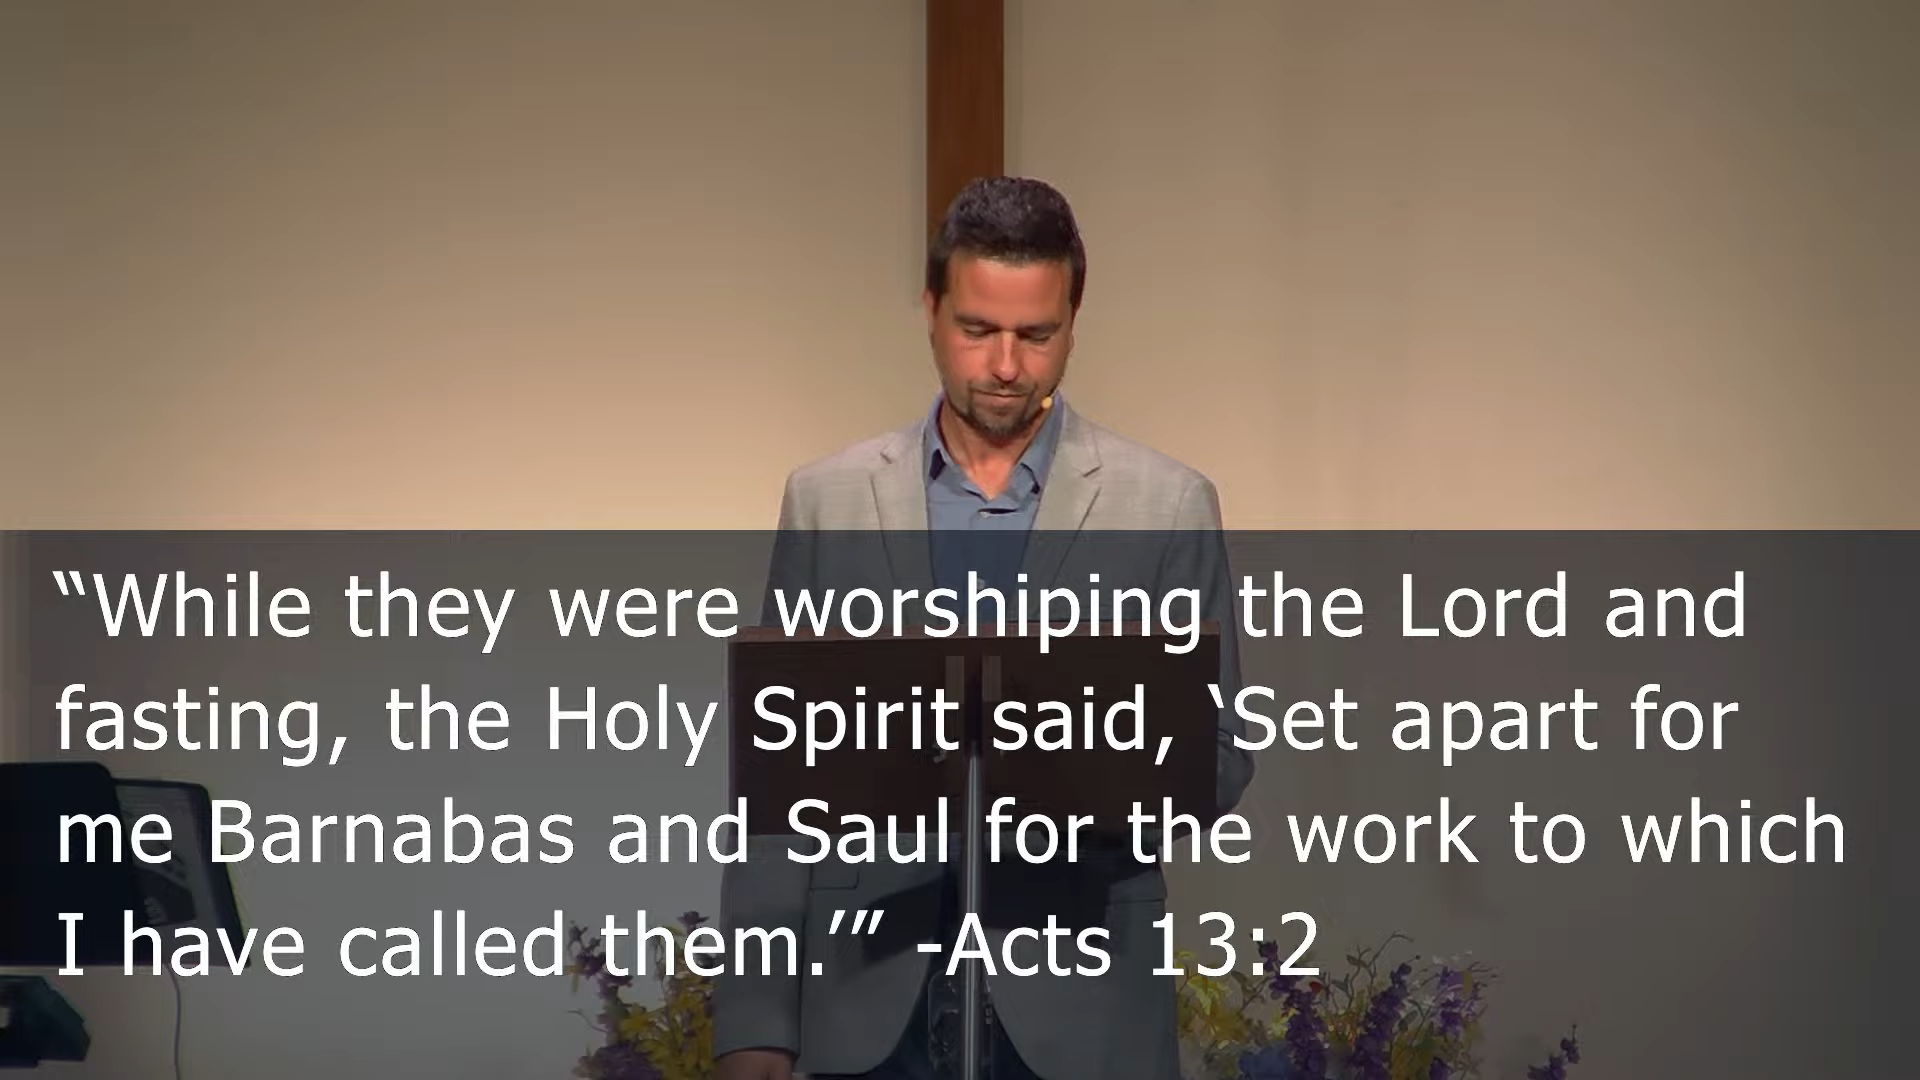 “While they were worshiping the Lord and
fasting, the Holy Spirit said, ‘Set apart for
me Barnabas and Saul for the work to which
I have called them.’” -Acts 13:2